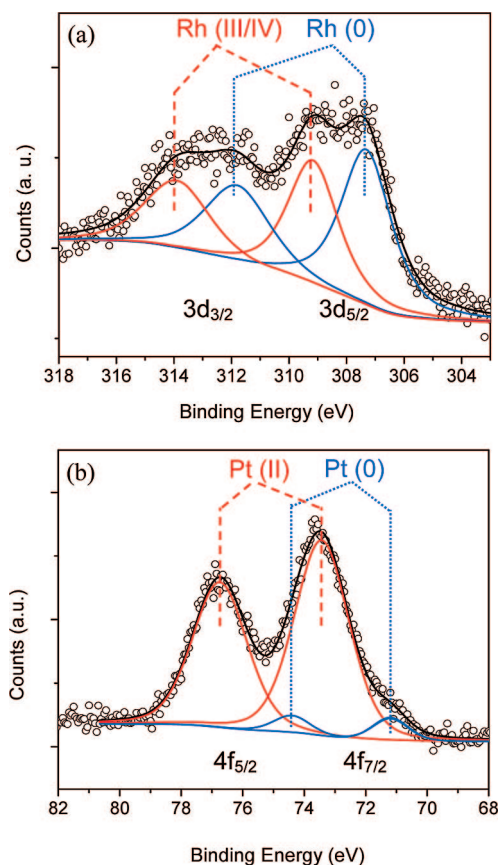 (a)
Rh (III/IV) Rh (0)
Counts (a. u.)
3d3/2 3d5/2
318 316 314 312 310 308 306 304
Binding Energy (eV)
(b)
Pt (II) Pt (0)
Counts (a.u.)
4f5/2 4f7/2
82 80 78 76 74 72 70 68
Binding Energy (eV)